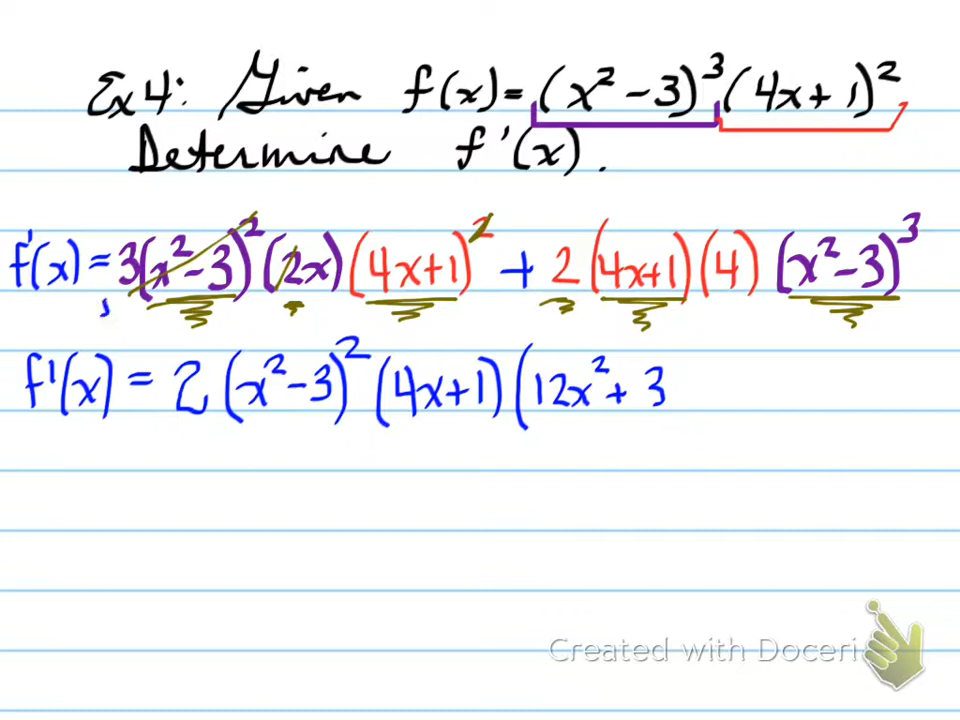 Ex4: Given f(x)=(x²-3)³(4x+1)²
Determine f'(x).
f'(x)=3(x²-3)²(2x)(4x+1)² + 2(4x+1)(4)(x²-3)³
f'(x) = 2(x²-3)²(4x+1)(12x²+ 3
Created with Doceri